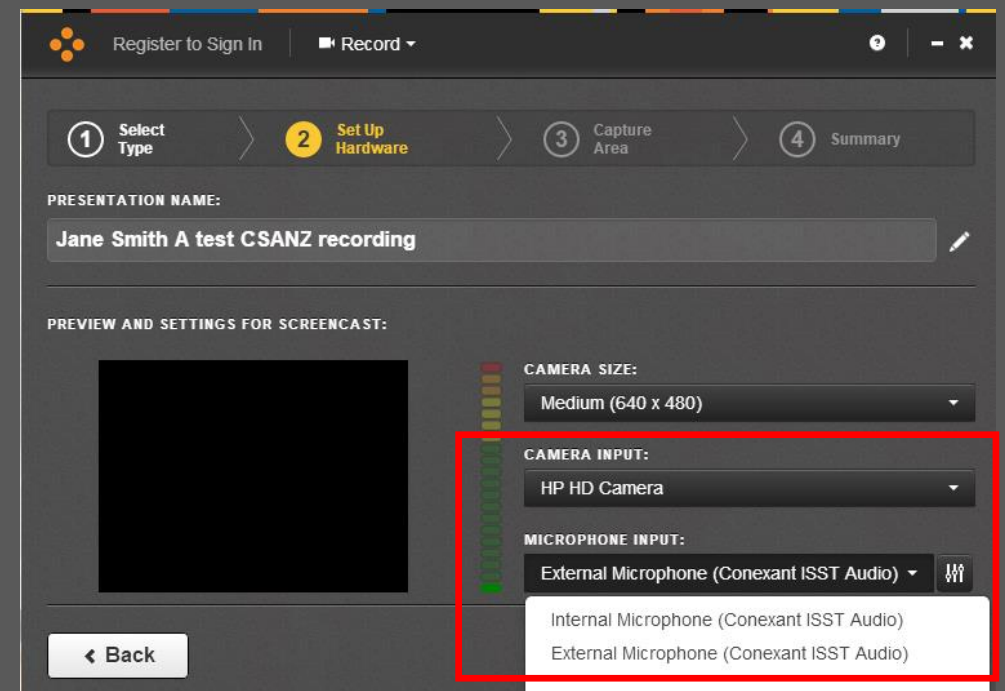 Register to Sign In
Record
?
1 Select Type
2 Set Up Hardware
3 Capture Area
4 Summary
PRESENTATION NAME:
Jane Smith A test CSANZ recording
PREVIEW AND SETTINGS FOR SCREENCAST:
CAMERA SIZE:
Medium (640 x 480)
CAMERA INPUT:
HP HD Camera
MICROPHONE INPUT:
External Microphone (Conexant ISST Audio)
Internal Microphone (Conexant ISST Audio)
External Microphone (Conexant ISST Audio)
Back